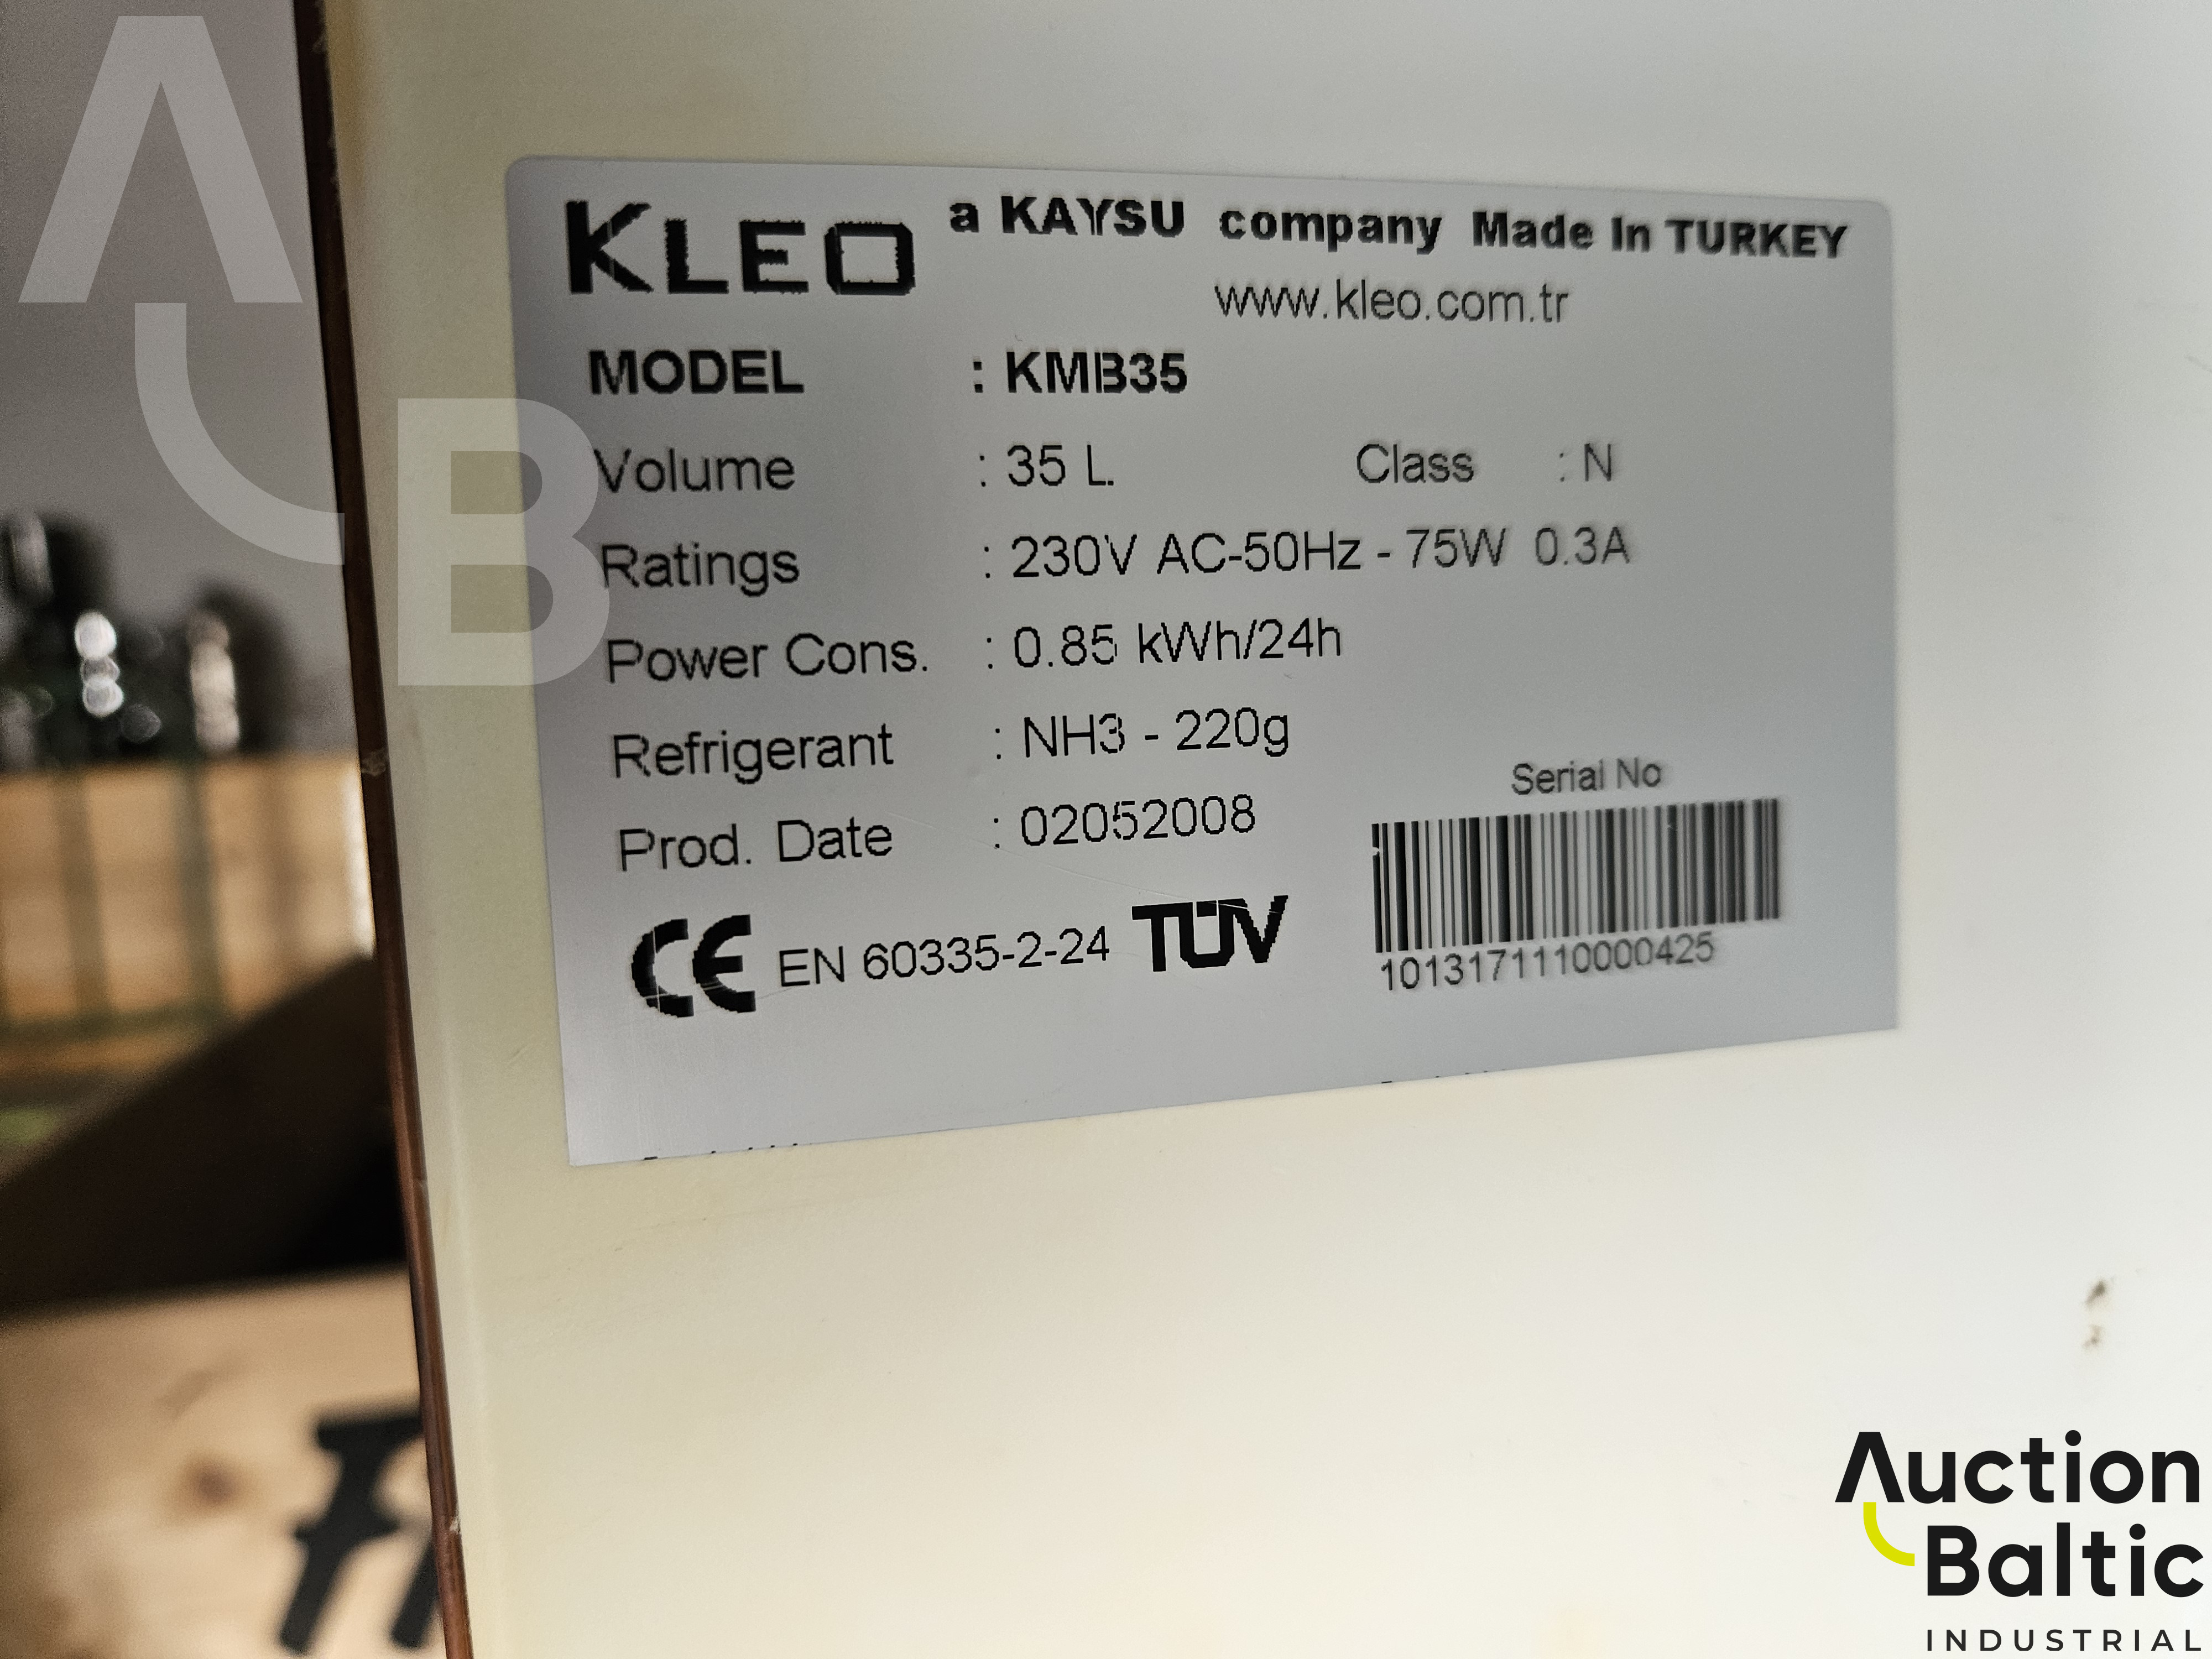 KLEO a KAYSU company Made In TURKEY
www.kleo.com.tr
MODEL : KMB35
Volume : 35 L. Class : N
Ratings : 230V AC-50Hz - 75W 0.3A
Power Cons. : 0.85 kWh/24h
Refrigerant : NH3 - 220g
Prod. Date : 02052008
Serial No
CE EN 60335-2-24 TÜV
1013171110000425
AB
Auction
Baltic
INDUSTRIAL